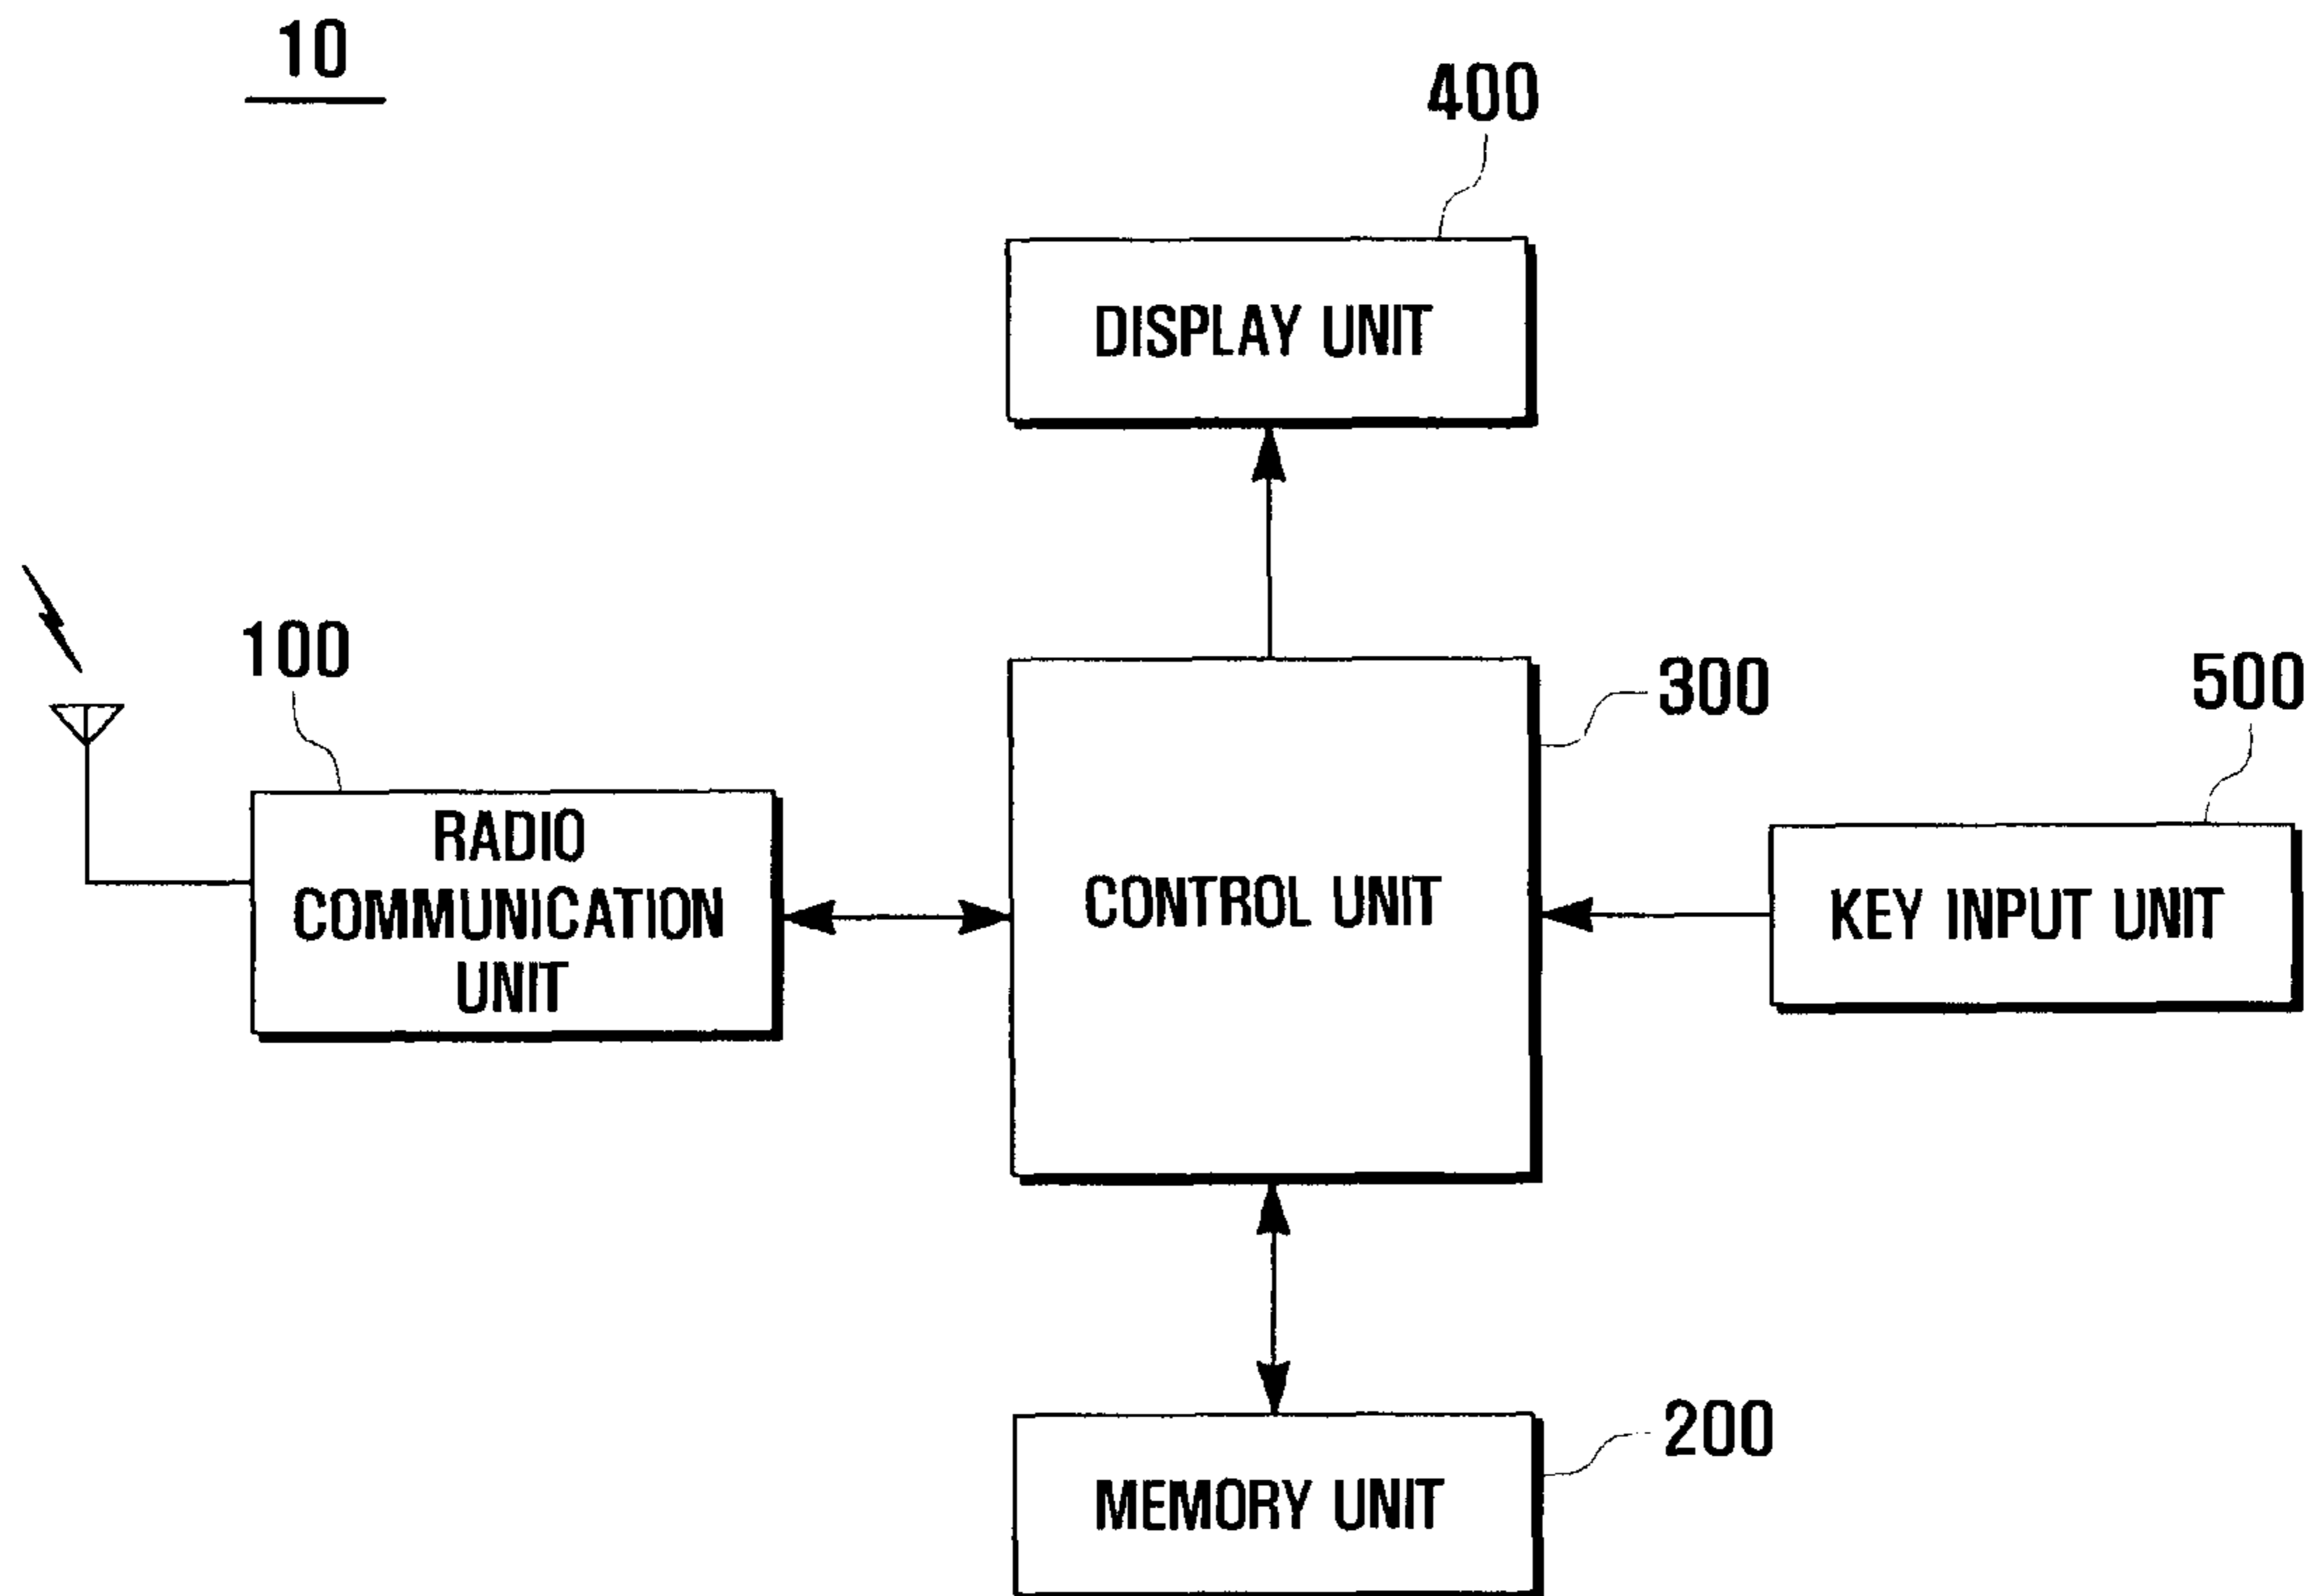 10
400
DISPLAY UNIT
100
300
500
RADIO
COMMUNICATION
UNIT
CONTROL UNIT
KEY INPUT UNIT
200
MEMORY UNIT